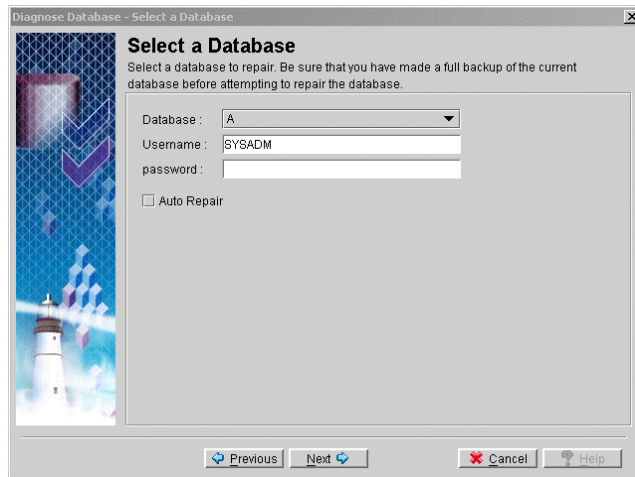 Diagnose Database - Select a Database
Select a Database
Select a database to repair. Be sure that you have made a full backup of the current
database before attempting to repair the database.
Database : A
Username : SYSADM
password :
Auto Repair
Previous Next Cancel Help